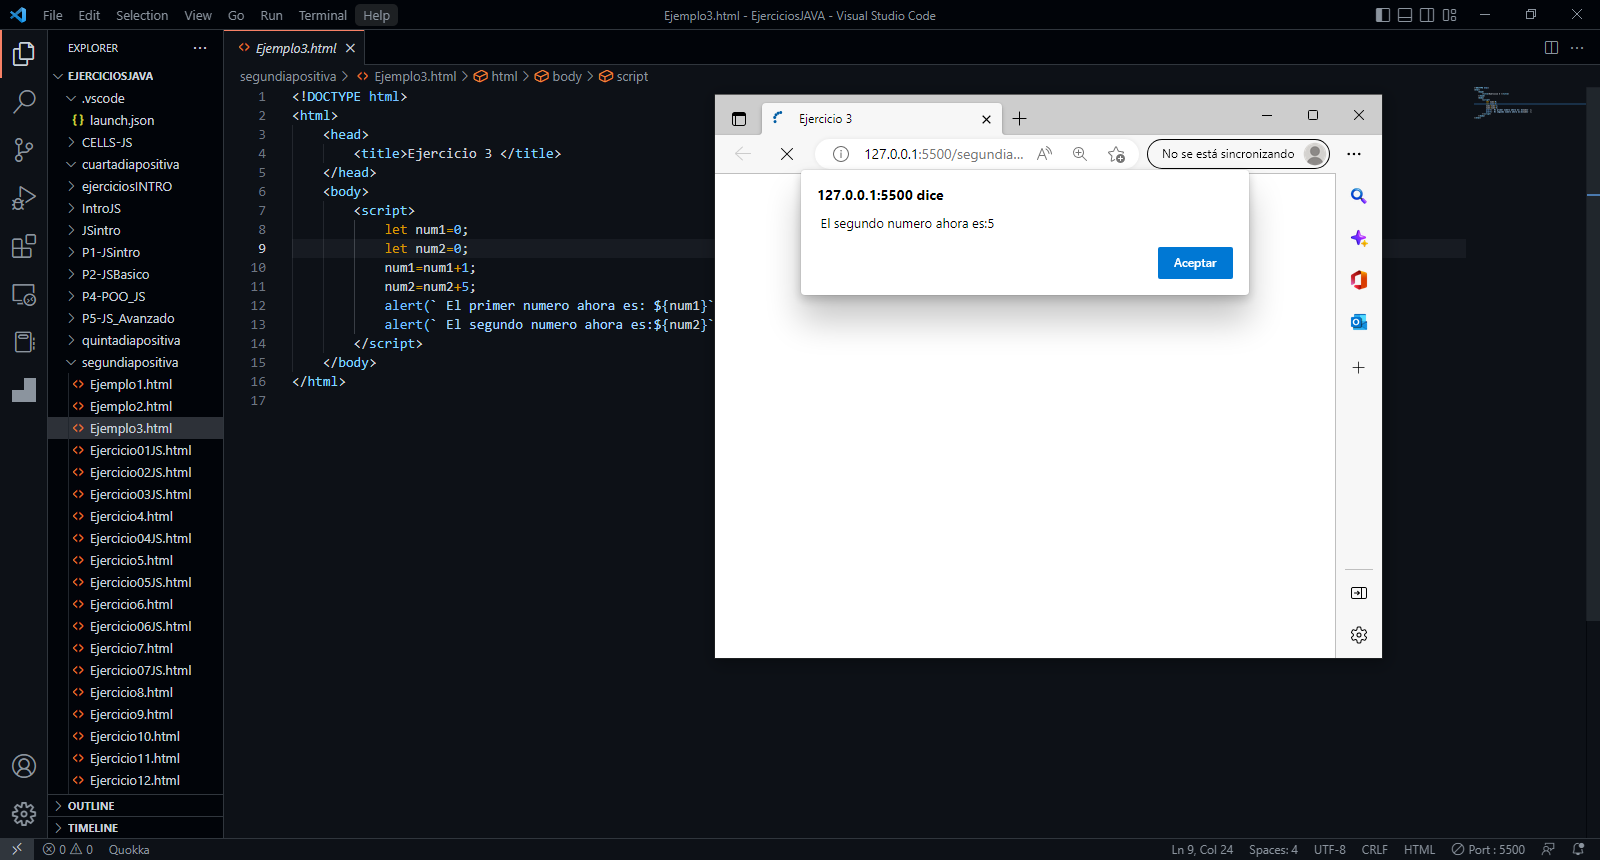 File Edit Selection View Go Run Terminal Help
Ejemplo3.html - EjerciciosJAVA - Visual Studio Code
EXPLORER
EJERCICIOSJAVA
.vscode
{} launch.json
CELLS-JS
cuartadiapositiva
ejerciciosINTRO
IntroJS
JSintro
P1-JSintro
P2-JSBasico
P4-POO_JS
P5-JS_Avanzado
quintadiapositiva
segundiapositiva
Ejemplo1.html
Ejemplo2.html
Ejemplo3.html
Ejercicio01JS.html
Ejercicio02JS.html
Ejercicio03JS.html
Ejercicio4.html
Ejercicio04JS.html
Ejercicio5.html
Ejercicio05JS.html
Ejercicio6.html
Ejercicio06JS.html
Ejercicio7.html
Ejercicio07JS.html
Ejercicio8.html
Ejercicio9.html
Ejercicio10.html
Ejercicio11.html
Ejercicio12.html
OUTLINE
TIMELINE
Ejemplo3.html
segundiapositiva > Ejemplo3.html > html > body > script
1 <!DOCTYPE html>
2 <html>
3 <head>
4 <title>Ejercicio 3 </title>
5 </head>
6 <body>
7 <script>
8 let num1=0;
9 let num2=0;
10 num1=num1+1;
11 num2=num2+5;
12 alert(` El primer numero ahora es: ${num1}`
13 alert(` El segundo numero ahora es:${num2}`
14 </script>
15 </body>
16 </html>
17
Ejercicio 3
127.0.0.1:5500/segundia...
No se está sincronizando
127.0.0.1:5500 dice
El segundo numero ahora es:5
Aceptar
0 0 Quokka
Ln 9, Col 24 Spaces: 4 UTF-8 CRLF HTML Port : 5500